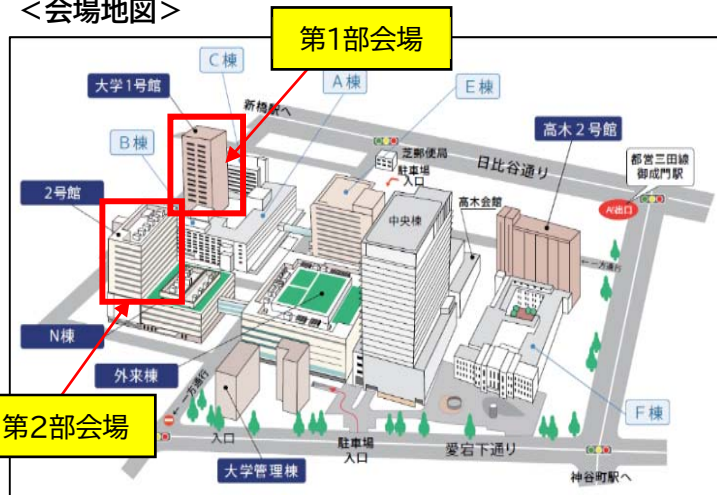 ＜会場地図＞
第1部会場
C棟
大学1号館
A棟
E棟
新橋駅へ
高木2号館
B棟
芝郵便局
日比谷通り
都営三田線
御成門駅
駐車場
入口
2号館
高木会館
A5出口
中央棟
一方通行
N棟
外来棟
第2部会場
一方通行
F棟
入口
駐車場
入口
愛宕下通り
大学管理棟
神谷町駅へ